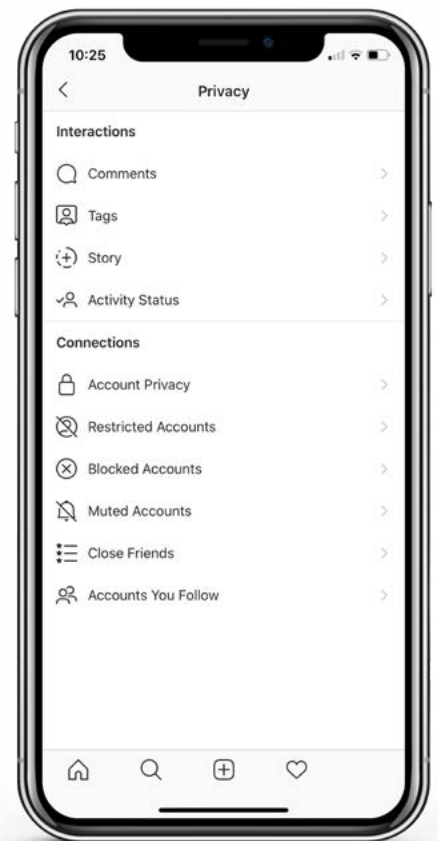 10:25
Privacy
Interactions
Comments
Tags
Story
Activity Status
Connections
Account Privacy
Restricted Accounts
Blocked Accounts
Muted Accounts
Close Friends
Accounts You Follow